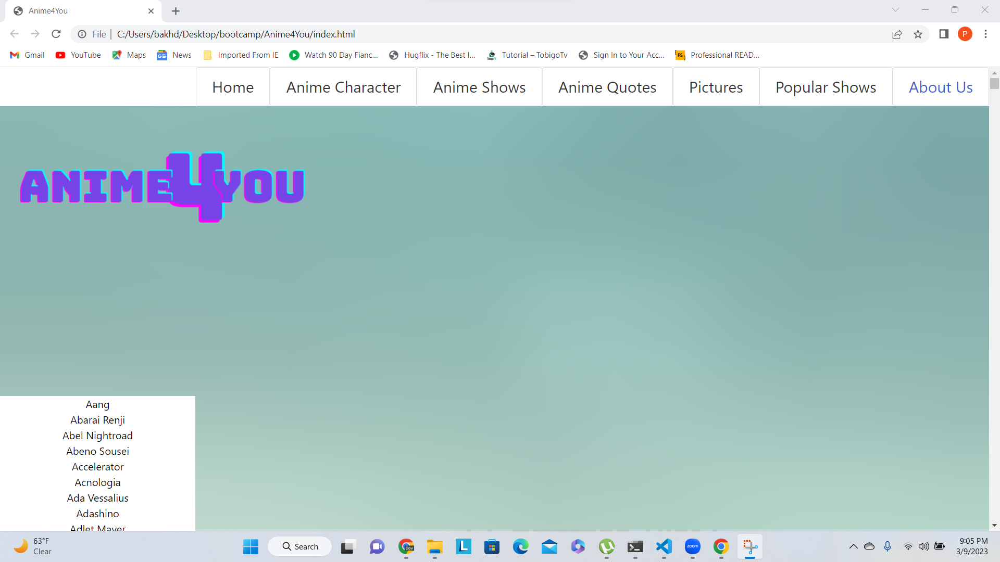 Anime4You
File | C:/Users/bakhd/Desktop/bootcamp/Anime4You/index.html
P
Gmail YouTube Maps News Imported From IE Watch 90 Day Fianc... Hugflix - The Best I... Tutorial – TobigoTv Sign In to Your Acc... Professional READ...
Home Anime Character Anime Shows Anime Quotes Pictures Popular Shows About Us
ANIME4YOU
Aang
Abarai Renji
Abel Nightroad
Abeno Sousei
Accelerator
Acnologia
Ada Vessalius
Adashino
Adlet Mayer
63°F
Clear
Search
Dev
L
zoom
9:05 PM
3/9/2023